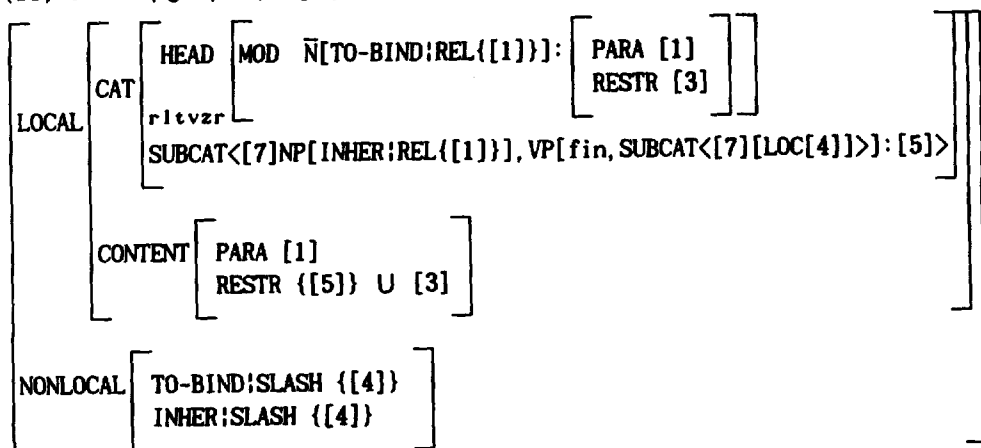 HEAD MOD N̄[TO-BIND¦REL{[1]}]: PARA [1]
RESTR [3]
CAT
LOCAL rltvzr
SUBCAT<[7]NP[INHER¦REL{[1]}], VP[fin, SUBCAT<[7][LOC[4]]>]:[5]>
CONTENT PARA [1]
RESTR {[5]} ∪ [3]
NONLOCAL TO-BIND¦SLASH {[4]}
INHER¦SLASH {[4]}